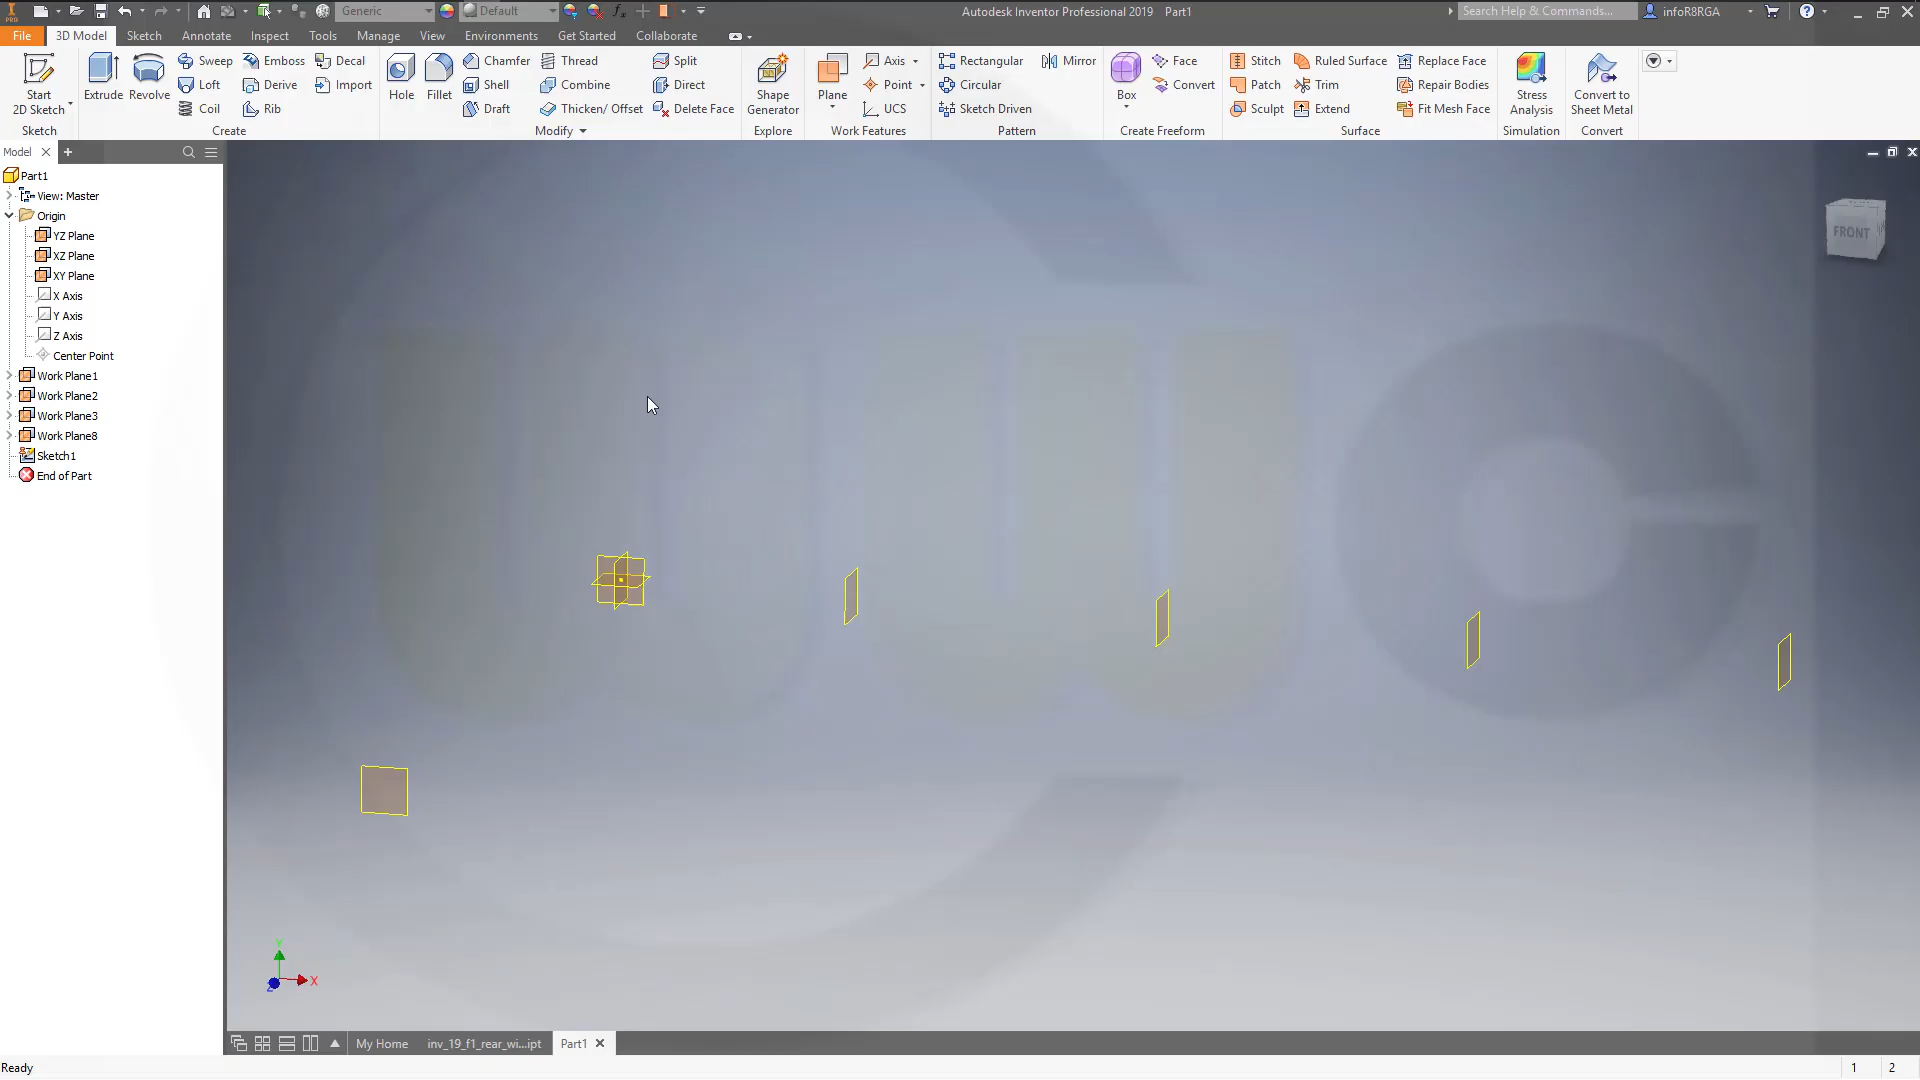 Generic
Default
Autodesk Inventor Professional 2019 Part1
Search Help & Commands...
infoR8RGA
File
3D Model
Sketch
Annotate
Inspect
Tools
Manage
View
Environments
Get Started
Collaborate
Start
2D Sketch
Sketch
Extrude
Revolve
Sweep
Loft
Coil
Emboss
Derive
Rib
Decal
Import
Create
Hole
Fillet
Chamfer
Shell
Draft
Thread
Combine
Thicken/ Offset
Split
Direct
Delete Face
Modify
Shape
Generator
Explore
Plane
Axis
Point
UCS
Work Features
Rectangular
Circular
Sketch Driven
Mirror
Pattern
Box
Face
Convert
Create Freeform
Stitch
Patch
Sculpt
Ruled Surface
Trim
Extend
Replace Face
Repair Bodies
Fit Mesh Face
Surface
Stress
Analysis
Simulation
Convert to
Sheet Metal
Convert
Model
Part1
View: Master
Origin
YZ Plane
XZ Plane
XY Plane
X Axis
Y Axis
Z Axis
Center Point
Work Plane1
Work Plane2
Work Plane3
Work Plane8
Sketch1
End of Part
FRONT
Y
X
Z
My Home
inv_19_f1_rear_wi...ipt
Part1
Ready
1 2